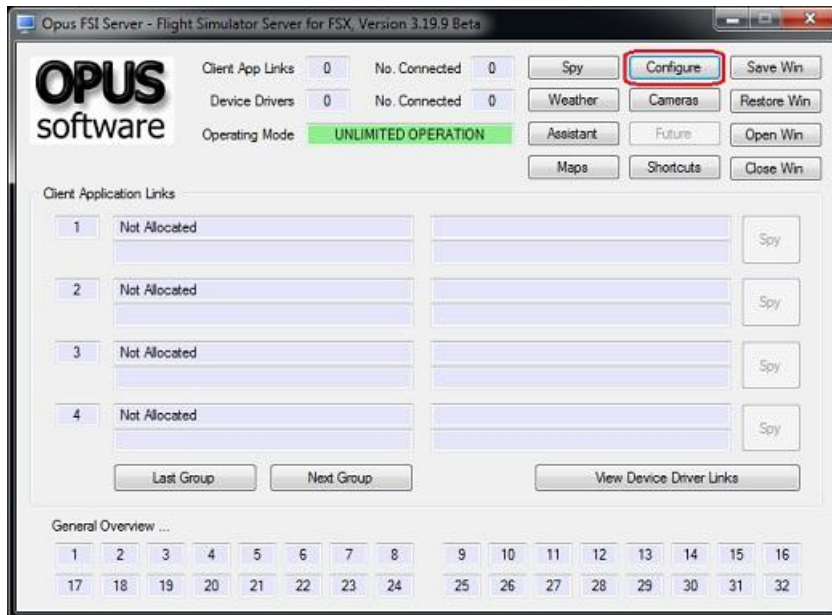 Opus FSI Server - Flight Simulator Server for FSX, Version 3.19.9 Beta
OPUS
software
Client App Links 0 No. Connected 0 Spy Configure Save Win
Device Drivers 0 No. Connected 0 Weather Cameras Restore Win
Operating Mode UNLIMITED OPERATION Assistant Future Open Win
Maps Shortcuts Close Win
Client Application Links
1 Not Allocated Spy
2 Not Allocated Spy
3 Not Allocated Spy
4 Not Allocated Spy
Last Group Next Group View Device Driver Links
General Overview ...
1 2 3 4 5 6 7 8 9 10 11 12 13 14 15 16
17 18 19 20 21 22 23 24 25 26 27 28 29 30 31 32